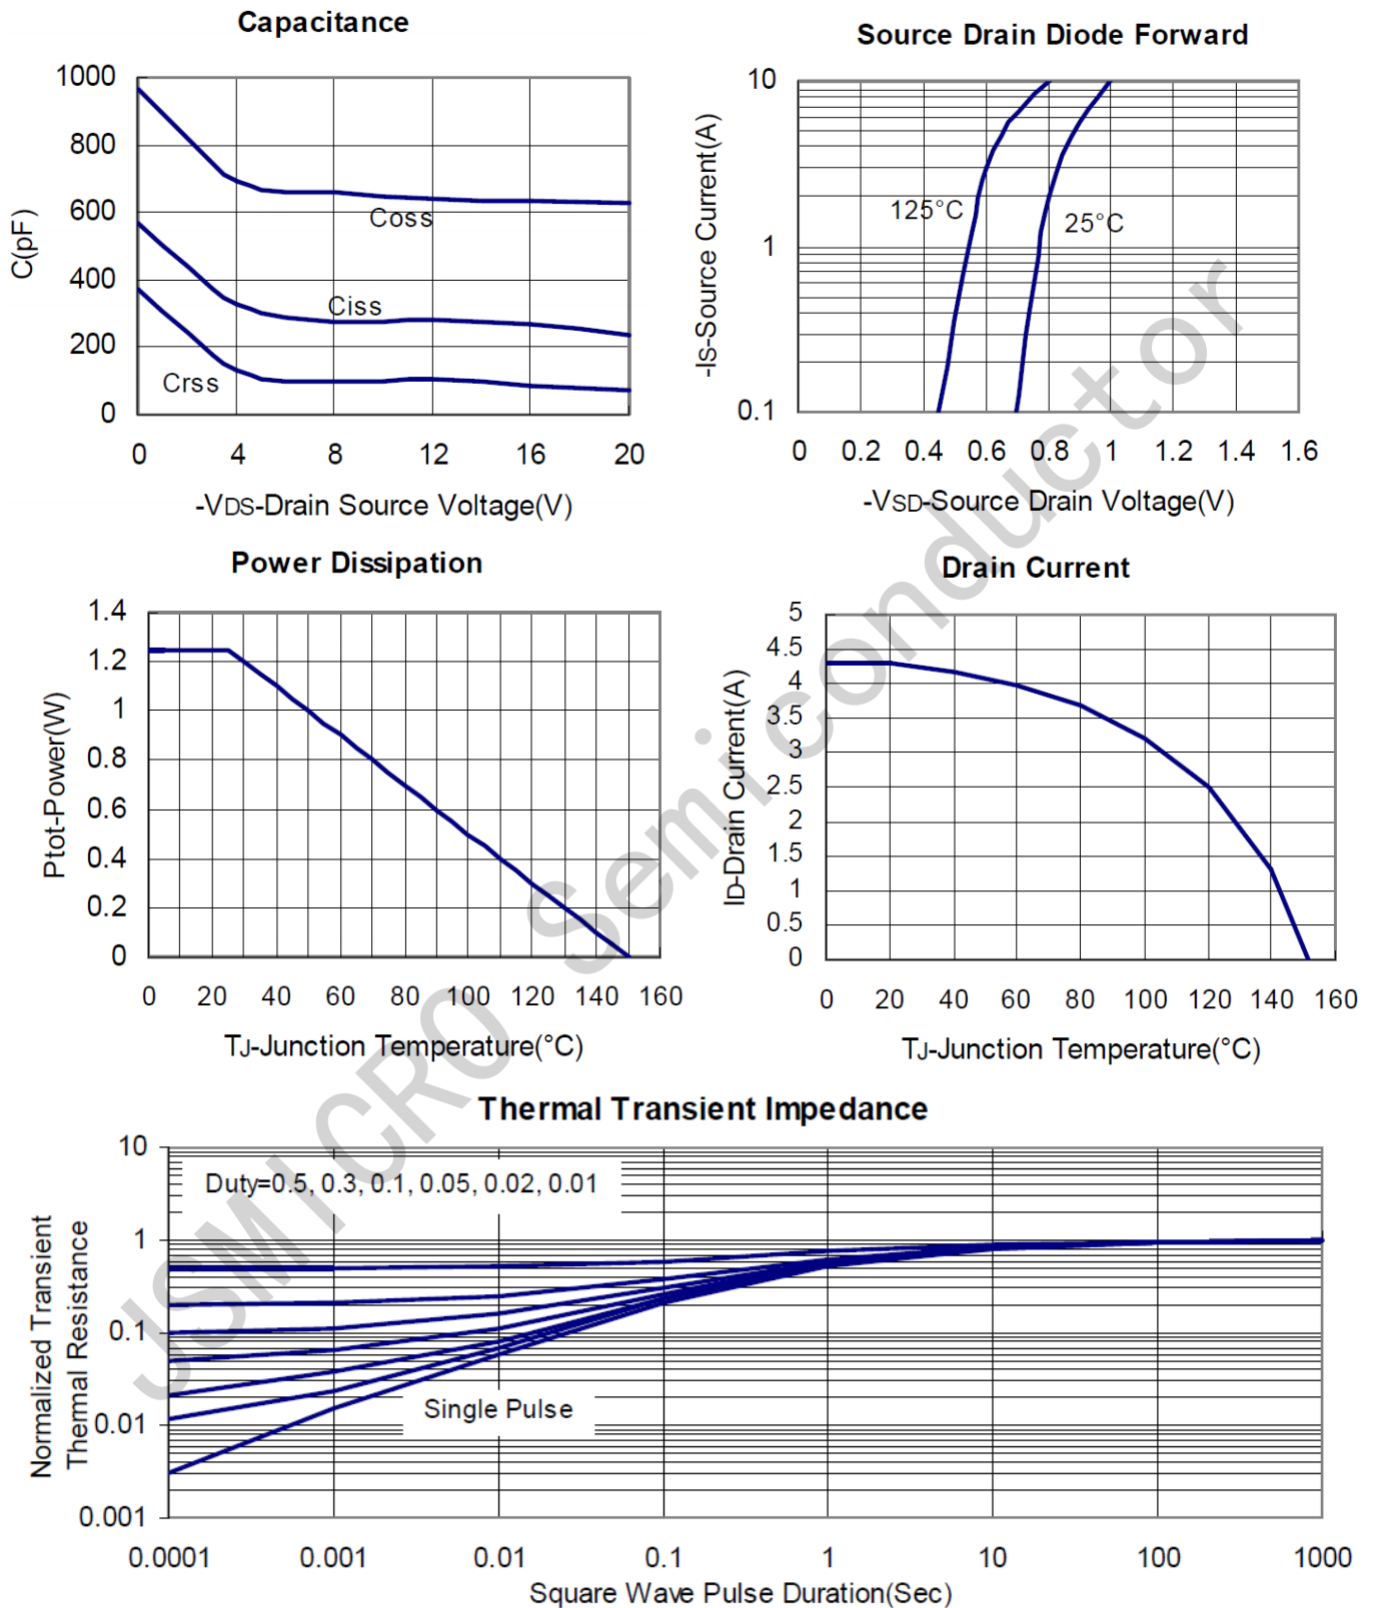 Capacitance
1000
800
600
400
200
0
C(pF)
Coss
Ciss
Crss
0 4 8 12 16 20
-VDS-Drain Source Voltage(V)
Source Drain Diode Forward
10
1
0.1
-IS-Source Current(A)
125°C
25°C
0 0.2 0.4 0.6 0.8 1 1.2 1.4 1.6
-VSD-Source Drain Voltage(V)
Power Dissipation
1.4
1.2
1
0.8
0.6
0.4
0.2
0
Ptot-Power(W)
0 20 40 60 80 100 120 140 160
TJ-Junction Temperature(°C)
Drain Current
5
4.5
4
3.5
3
2.5
2
1.5
1
0.5
0
ID-Drain Current(A)
0 20 40 60 80 100 120 140 160
TJ-Junction Temperature(°C)
Thermal Transient Impedance
10
1
0.1
0.01
0.001
Normalized Transient
Thermal Resistance
Duty=0.5, 0.3, 0.1, 0.05, 0.02, 0.01
Single Pulse
0.0001 0.001 0.01 0.1 1 10 100 1000
Square Wave Pulse Duration(Sec)
JSMICRO Semiconductor